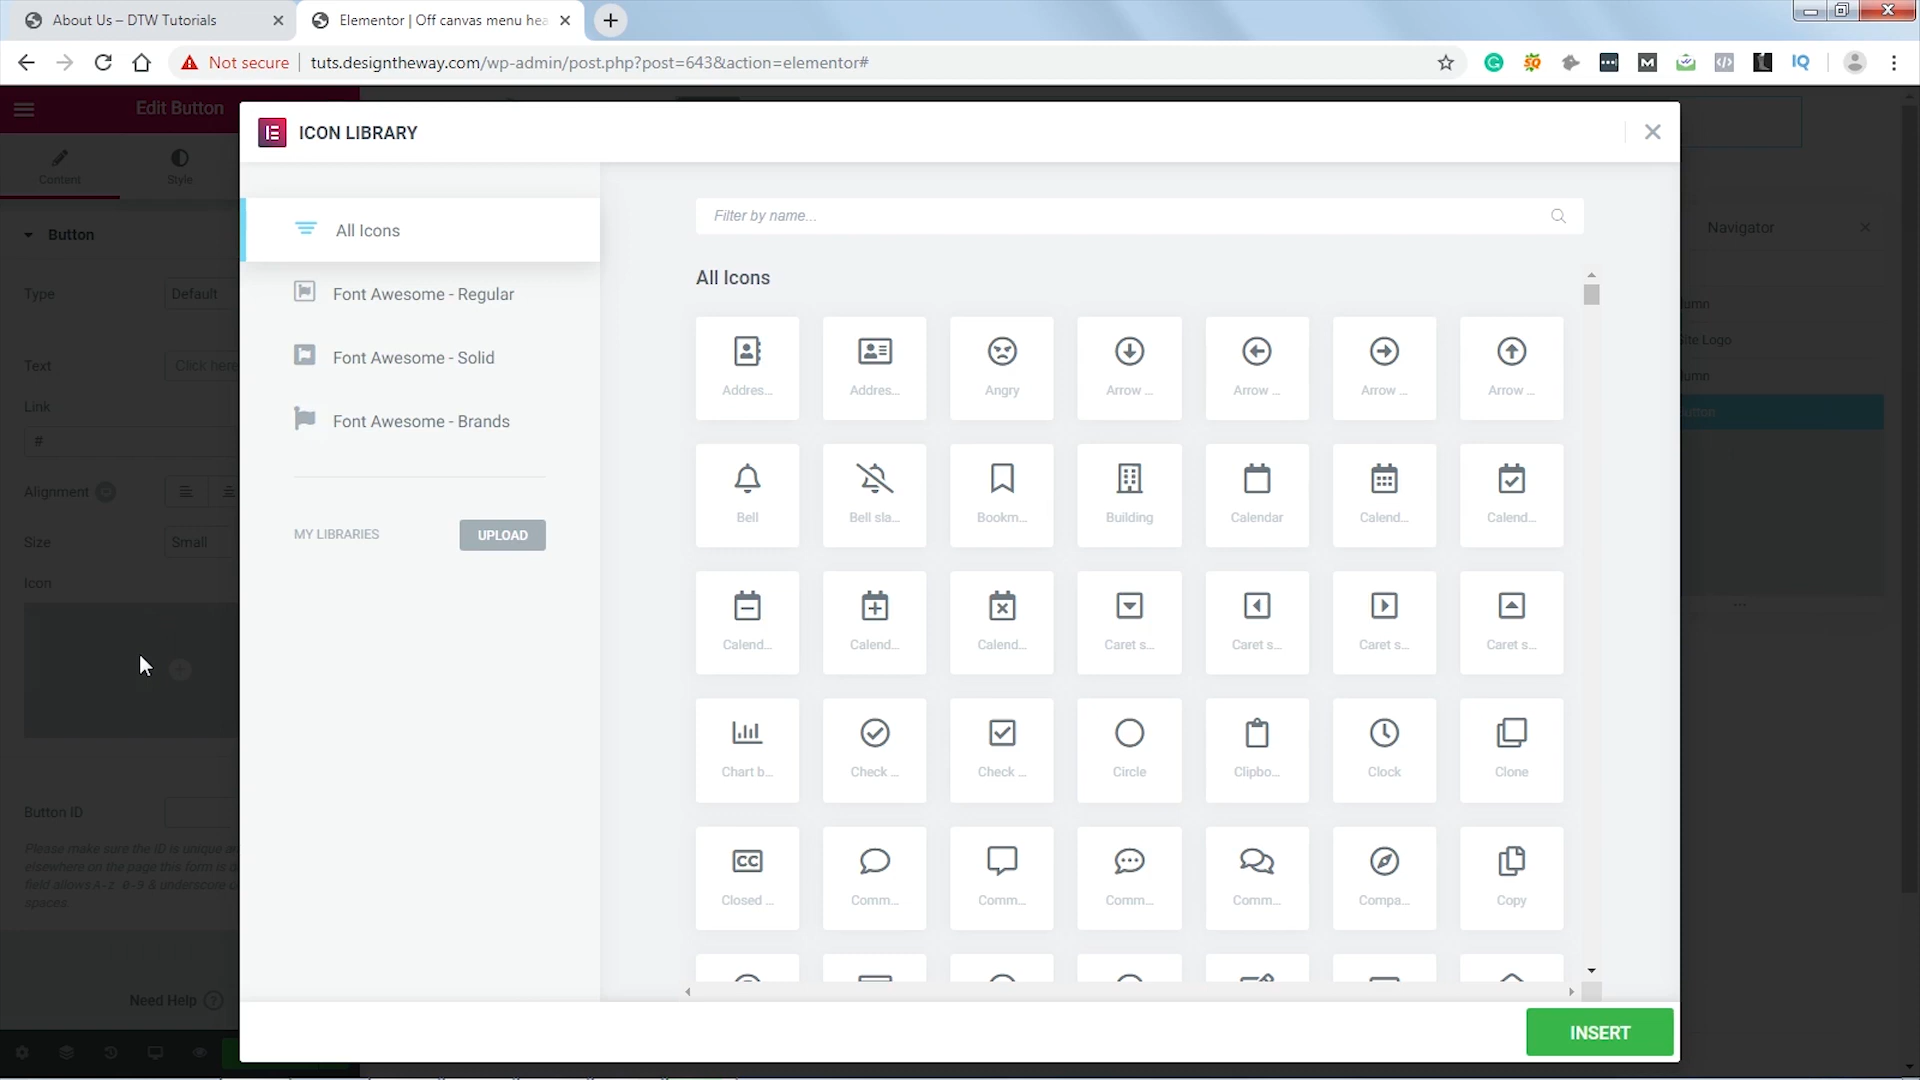 About Us – DTW Tutorials
Elementor | Off canvas menu hea
Not secure
tuts.designtheway.com/wp-admin/post.php?post=643&action=elementor#
Edit Button
Content
Style
Button
Type
Default
Text
Click here
Link
#
Alignment
Size
Small
Icon
Button ID
Please make sure the ID is unique an
elsewhere on the page this form is d
field allows A-z 0-9 & underscore c
spaces.
Need Help
ICON LIBRARY
All Icons
Font Awesome - Regular
Font Awesome - Solid
Font Awesome - Brands
MY LIBRARIES
UPLOAD
Filter by name...
All Icons
Addres...
Addres...
Angry
Arrow ...
Arrow ...
Arrow ...
Arrow ...
Bell
Bell sla...
Bookm...
Building
Calendar
Calend...
Calend...
Calend...
Calend...
Calend...
Caret s...
Caret s...
Caret s...
Caret s...
Chart b...
Check ...
Check ...
Circle
Clipbo...
Clock
Clone
CC
Closed ...
Comm...
Comm...
Comm...
Comm...
Compa...
Copy
INSERT
Navigator
lumn
Site Logo
lumn
utton